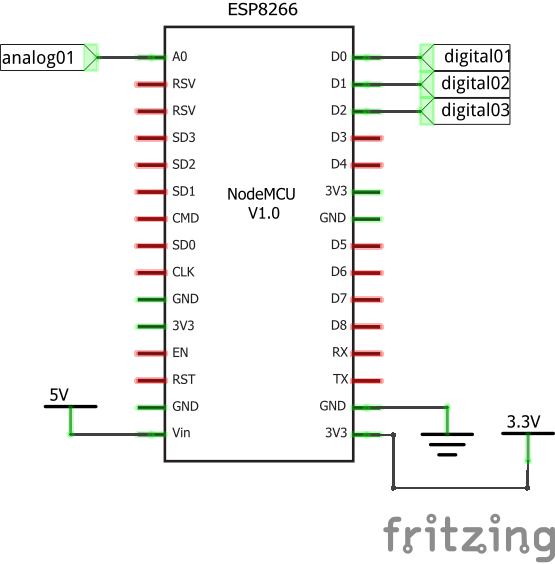 ESP8266
analog01
A0
D0
digital01
RSV
D1
digital02
RSV
D2
digital03
SD3
D3
SD2
D4
SD1
3V3
NodeMCU
V1.0
CMD
GND
SD0
D5
CLK
D6
GND
D7
3V3
D8
EN
RX
RST
TX
5V
GND
GND
3.3V
Vin
3V3
fritzing